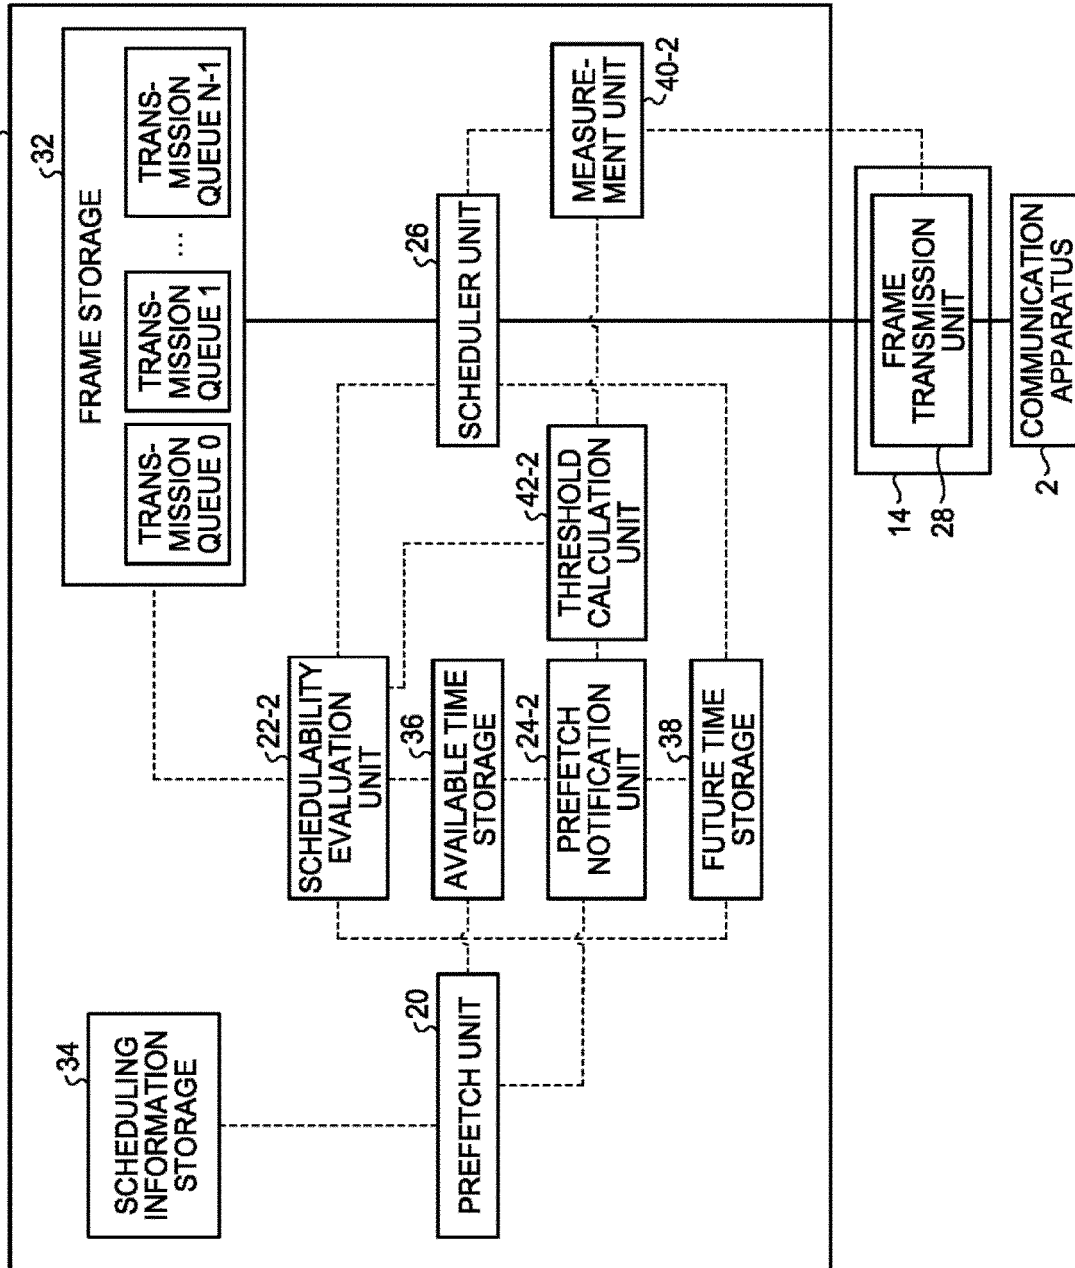 34
SCHEDULING
INFORMATION
STORAGE
20
PREFETCH UNIT
22-2
SCHEDULABILITY
EVALUATION
UNIT
36
AVAILABLE TIME
STORAGE
24-2
PREFETCH
NOTIFICATION
UNIT
38
FUTURE TIME
STORAGE
42-2
THRESHOLD
CALCULATION
UNIT
32
FRAME STORAGE
TRANS-
MISSION
QUEUE 0
TRANS-
MISSION
QUEUE 1
...
TRANS-
MISSION
QUEUE N-1
26
SCHEDULER UNIT
MEASURE-
MENT UNIT
40-2
14
28
FRAME
TRANSMISSION
UNIT
2
COMMUNICATION
APPARATUS